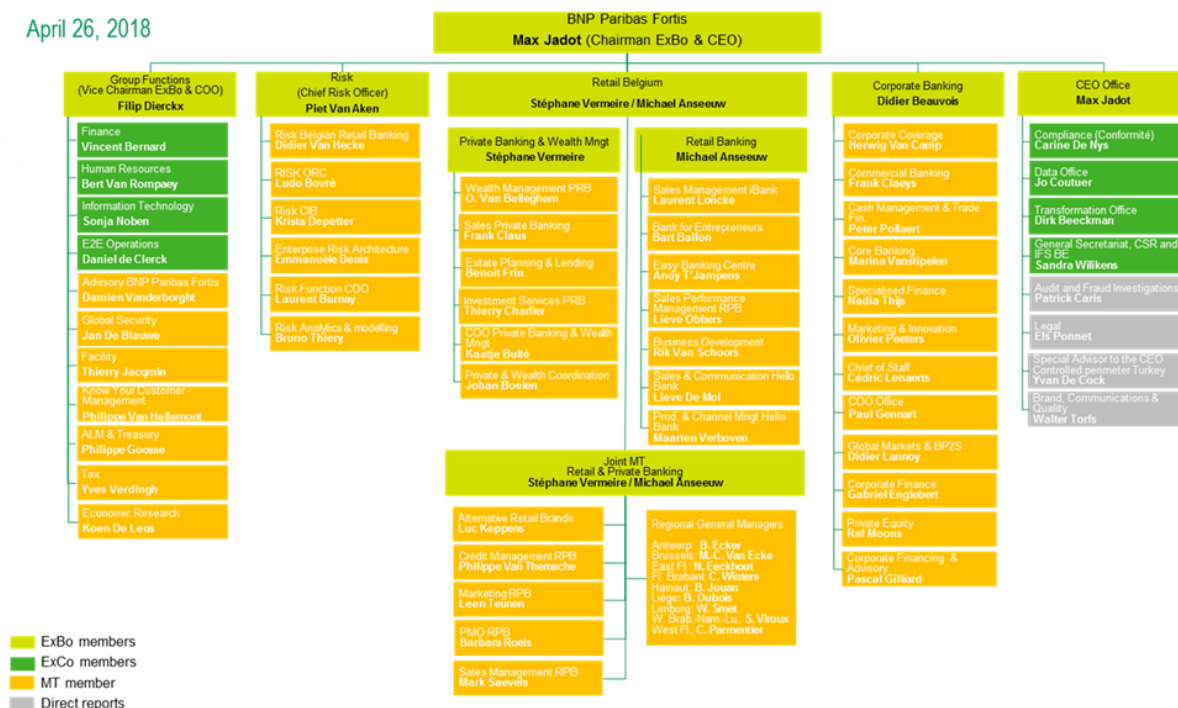 April 26, 2018
BNP Paribas Fortis
Max Jadot (Chairman ExBo & CEO)
Group Functions
(Vice Chairman ExBo & COO)
Filip Dierckx
Finance
Vincent Bernard
Human Resources
Bert Van Rompaey
Information Technology
Sonja Noben
E2E Operations
Daniel de Clerck
Advisory BNP Paribas Fortis
Damien Vanderborght
Global Security
Jan De Blauwe
Facility
Thierry Jacqmin
Know Your Customer -
Management
Philippe Van Hellemont
ALM & Treasury
Philippe Goosse
Tax
Yves Verdingh
Economic Research
Koen De Leus
Risk
(Chief Risk Officer)
Piet Van Aken
Risk Belgian Retail Banking
Didier Van Hecke
RISK ORC
Ludo Bovré
Risk CIB
Krista Depetter
Enterprise Risk Architecture
Emmanuèle Denis
Risk Function COO
Laurent Burnay
Risk Analytics & modelling
Bruno Thiery
Retail Belgium
Stéphane Vermeire / Michael Anseeuw
Private Banking & Wealth Mngt
Stéphane Vermeire
Wealth Management PRB
O. Van Belleghem
Sales Private Banking
Frank Claus
Estate Planning & Lending
Benoit Frin
Investment Services PRB
Thierry Charlier
COO Private Banking & Wealth
Mngt
Kaatje Bulté
Private & Wealth Coordination
Johan Boelen
Retail Banking
Michael Anseeuw
Sales Management iBank
Laurent Loncke
Bank for Entrepreneurs
Bart Ballon
Easy Banking Centre
Andy T'Jampens
Sales Performance
Management RPB
Lieve Obbers
Business Development
Rik Van Schoors
Sales & Communication Hello
Bank
Lieve De Mol
Prod. & Channel Mngt Hello
Bank
Maarten Verboven
Joint MT
Retail & Private Banking
Stéphane Vermeire / Michael Anseeuw
Alternative Retail Brands
Luc Keppens
Credit Management RPB
Philippe Van Themsche
Marketing RPB
Leen Teunen
PMO RPB
Barbara Roels
Sales Management RPB
Mark Saevels
Regional General Managers
Antwerp: B. Ecker
Brussels: M.-C. Van Ecke
East Fl.: N. Eeckhout
Fl. Brabant: C. Winters
Hainaut: B. Jouan
Liège: B. Dubois
Limburg: W. Smet
W. Brab.-Nam.-Lu.: S. Viroux
West Fl.: C. Parmentier
Corporate Banking
Didier Beauvois
Corporate Coverage
Herwig Van Camp
Commercial Banking
Frank Claeys
Cash Management & Trade
Fin.
Peter Pollaert
Core Banking
Marina Vanstipelen
Specialised Finance
Nadia Thijs
Marketing & Innovation
Olivier Peeters
Chief of Staff
Cédric Lenaerts
COO Office
Paul Gennart
Global Markets & BP2S
Didier Lannoy
Corporate Finance
Gabriel Englebert
Private Equity
Raf Moons
Corporate Financing &
Advisory
Pascal Gilliard
CEO Office
Max Jadot
Compliance (Conformité)
Carine De Nys
Data Office
Jo Coutuer
Transformation Office
Dirk Beeckman
General Secretariat, CSR and
IFS BE
Sandra Wilikens
Audit and Fraud Investigations
Patrick Caris
Legal
Els Ponnet
Special Advisor to the CEO
Controlled perimeter Turkey
Yvan De Cock
Brand, Communications &
Quality
Walter Torfs
ExBo members
ExCo members
MT member
Direct reports